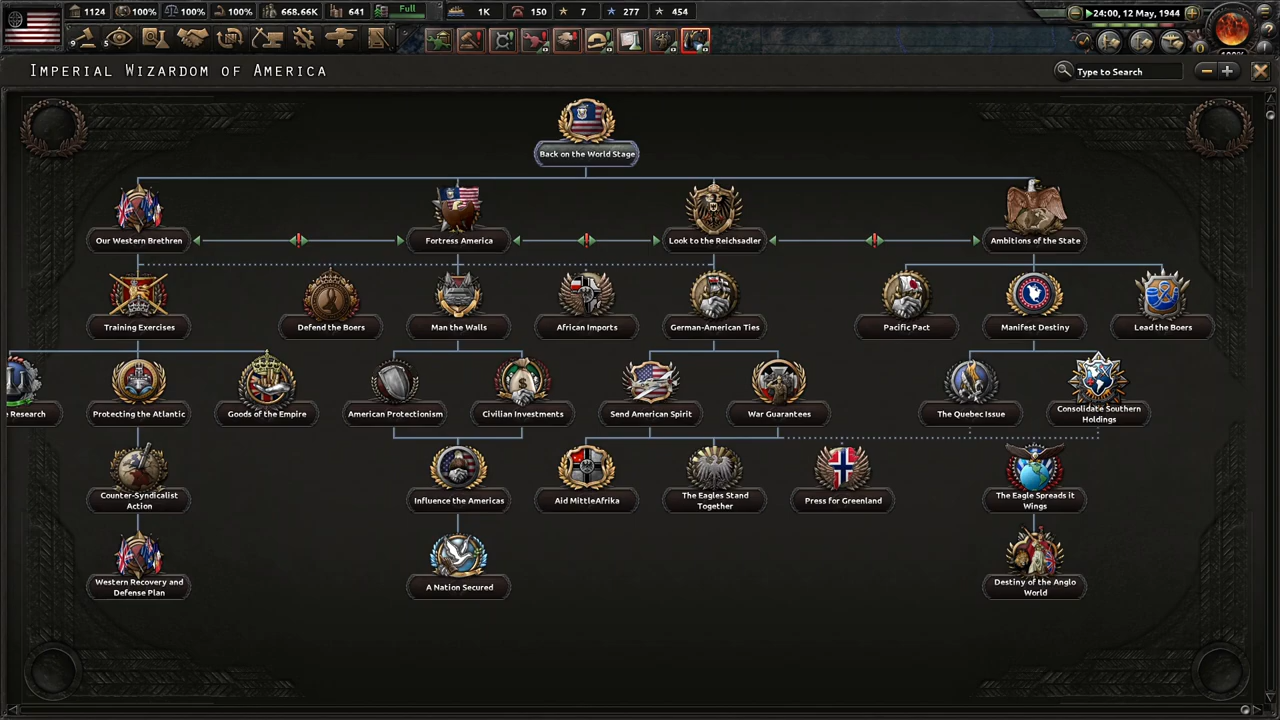 1124 100% 100% 100% 668.66K 641 Full 1K 150 7 277 454 24:00, 12 May, 1944
9 5 0
100%
Imperial Wizardom of America
Type to Search
Back on the World Stage
Our Western Brethren
Fortress America
Look to the Reichsadler
Ambitions of the State
Training Exercises
Defend the Boers
Man the Walls
African Imports
German-American Ties
Pacific Pact
Manifest Destiny
Lead the Boers
e Research
Protecting the Atlantic
Goods of the Empire
American Protectionism
Civilian Investments
Send American Spirit
War Guarantees
The Quebec Issue
Consolidate Southern
Holdings
Counter-Syndicalist
Action
Influence the Americas
Aid MittleAfrika
The Eagles Stand
Together
Press for Greenland
The Eagle Spreads it
Wings
Western Recovery and
Defense Plan
A Nation Secured
Destiny of the Anglo
World